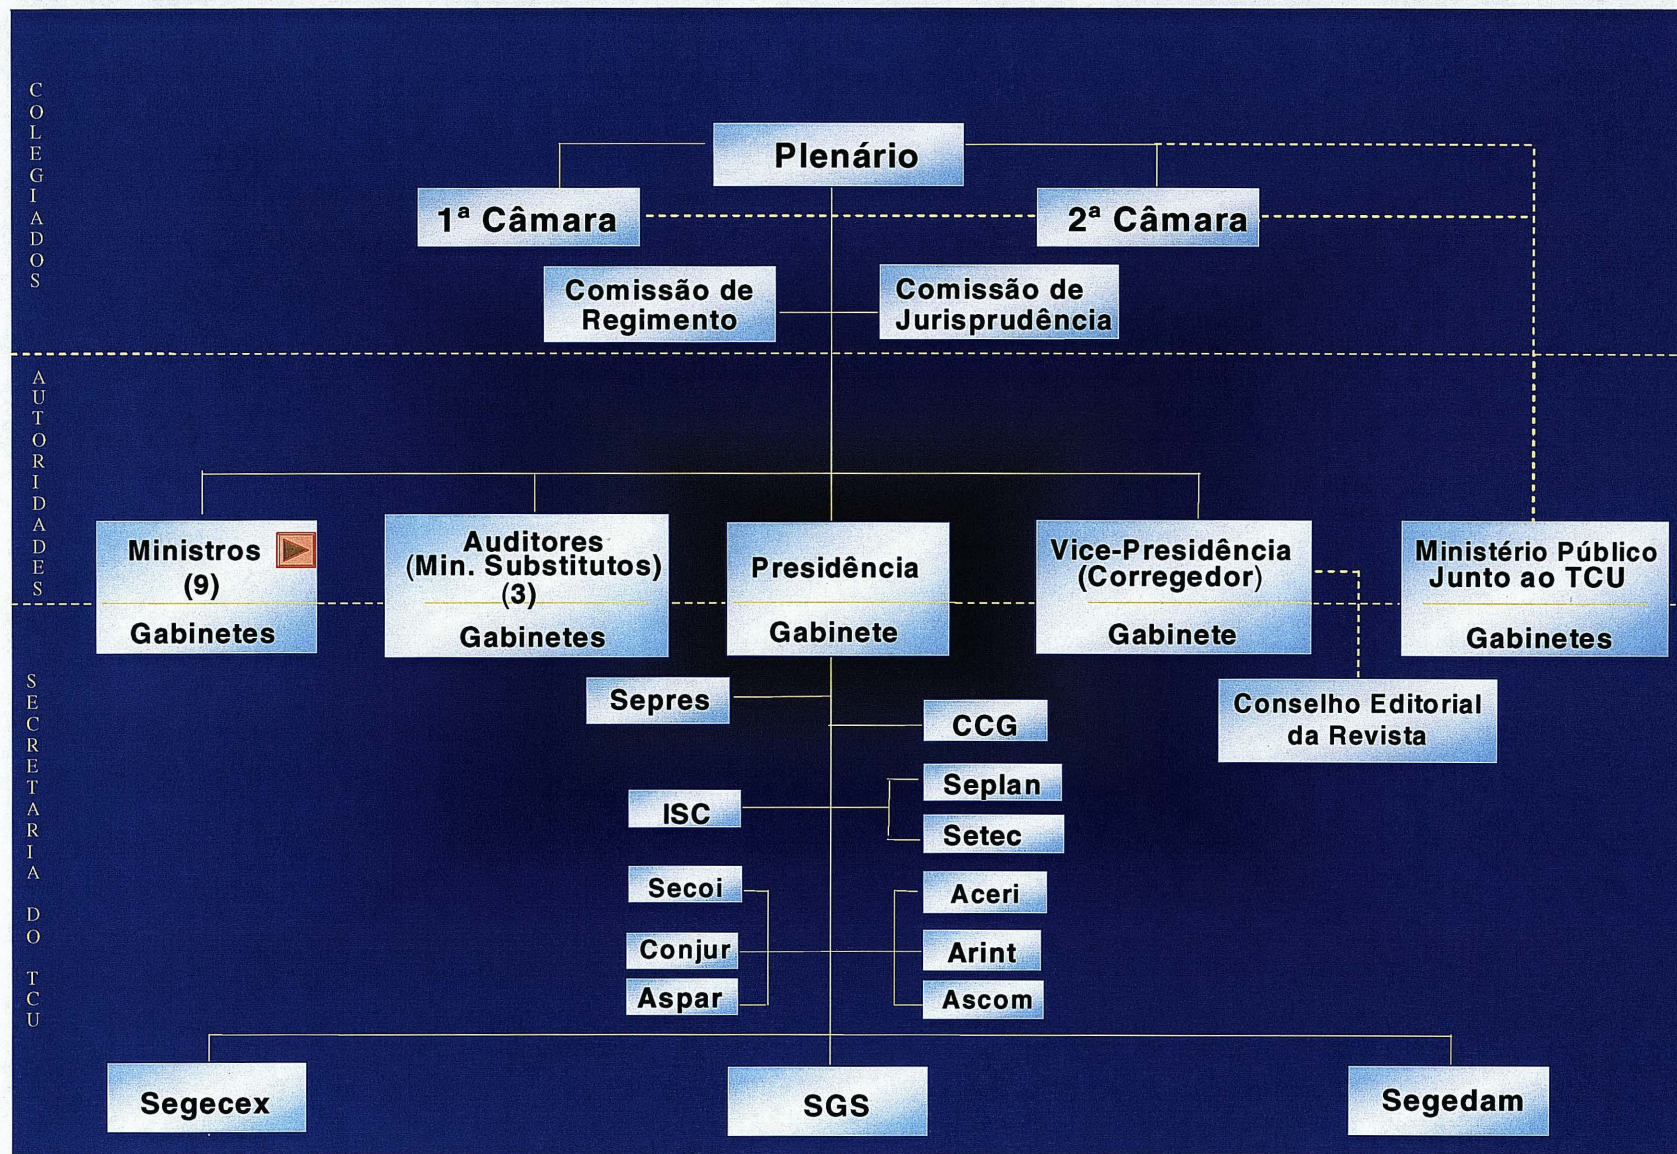 COLEGIADOS
Plenário
1ª Câmara
2ª Câmara
Comissão de
Regimento
Comissão de
Jurisprudência
AUTORIDADES
Ministros
(9)
Gabinetes
Auditores
(Min. Substitutos)
(3)
Gabinetes
Presidência
Gabinete
Vice-Presidência
(Corregedor)
Gabinete
Ministério Público
Junto ao TCU
Gabinetes
SECRETARIA DO TCU
Sepres
CCG
Conselho Editorial
da Revista
Seplan
ISC
Setec
Secoi
Aceri
Conjur
Arint
Aspar
Ascom
Segecex
SGS
Segedam